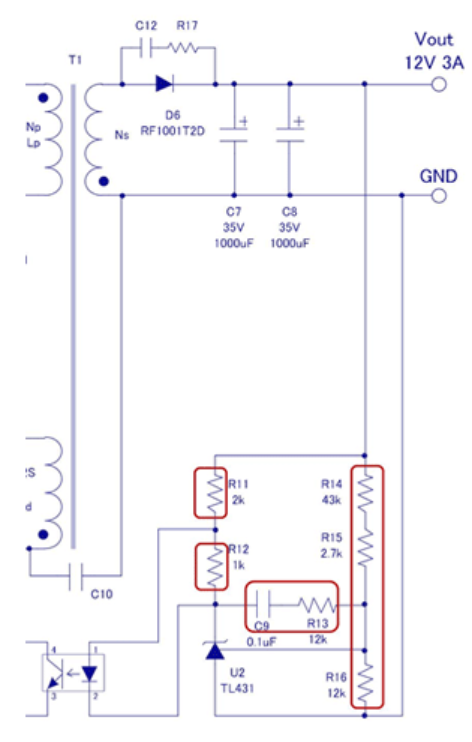 C12 R17
Vout
12V 3A
T1
D6
RF1001T2D
Np
Lp
Ns
GND
C7
35V
1000uF
C8
35V
1000uF
R11
2k
R14
43k
R12
1k
R15
2.7k
C10
C9
0.1uF
R13
12k
U2
TL431
R16
12k
4
1
3
2
S
d